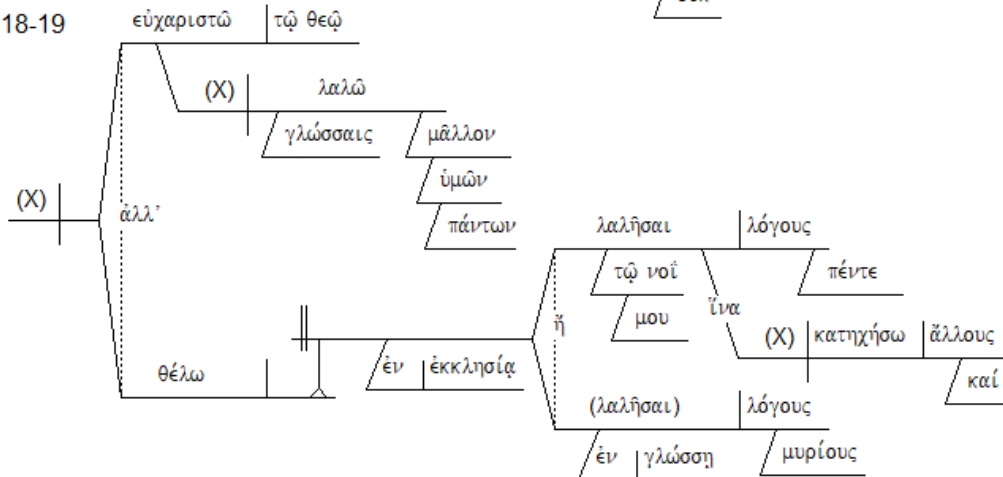 18-19
εὐχαριστῶ τῷ θεῷ
(X) λαλῶ
γλώσσαις μᾶλλον
ὑμῶν
πάντων
(X) ἀλλ’
λαλῆσαι λόγους
τῷ νοΐ πέντε
μου ἵνα
ἤ
(X) κατηχήσω ἄλλους
καί
θέλω ἐν ἐκκλησίᾳ
(λαλῆσαι) λόγους
ἐν γλώσσῃ μυρίους